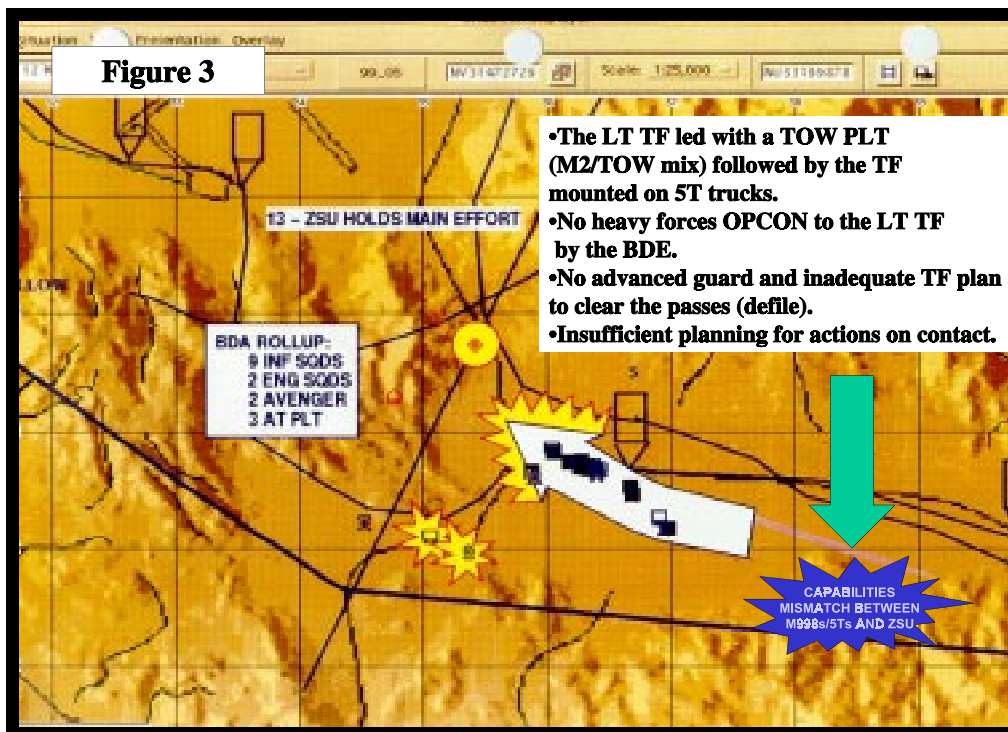 Situation
Presentation Overlay
Figure 3
99_06
Scale: 1:25,000
•The LT TF led with a TOW PLT
(M2/TOW mix) followed by the TF
mounted on 5T trucks.
•No heavy forces OPCON to the LT TF
by the BDE.
•No advanced guard and inadequate TF plan
to clear the passes (defile).
•Insufficient planning for actions on contact.
13 - ZSU HOLDS MAIN EFFORT
BDA ROLLUP:
9 INF SQDS
2 ENG SQDS
2 AVENGER
3 AT PLT
CAPABILITIES
MISMATCH BETWEEN
M998s/5Ts AND ZSU